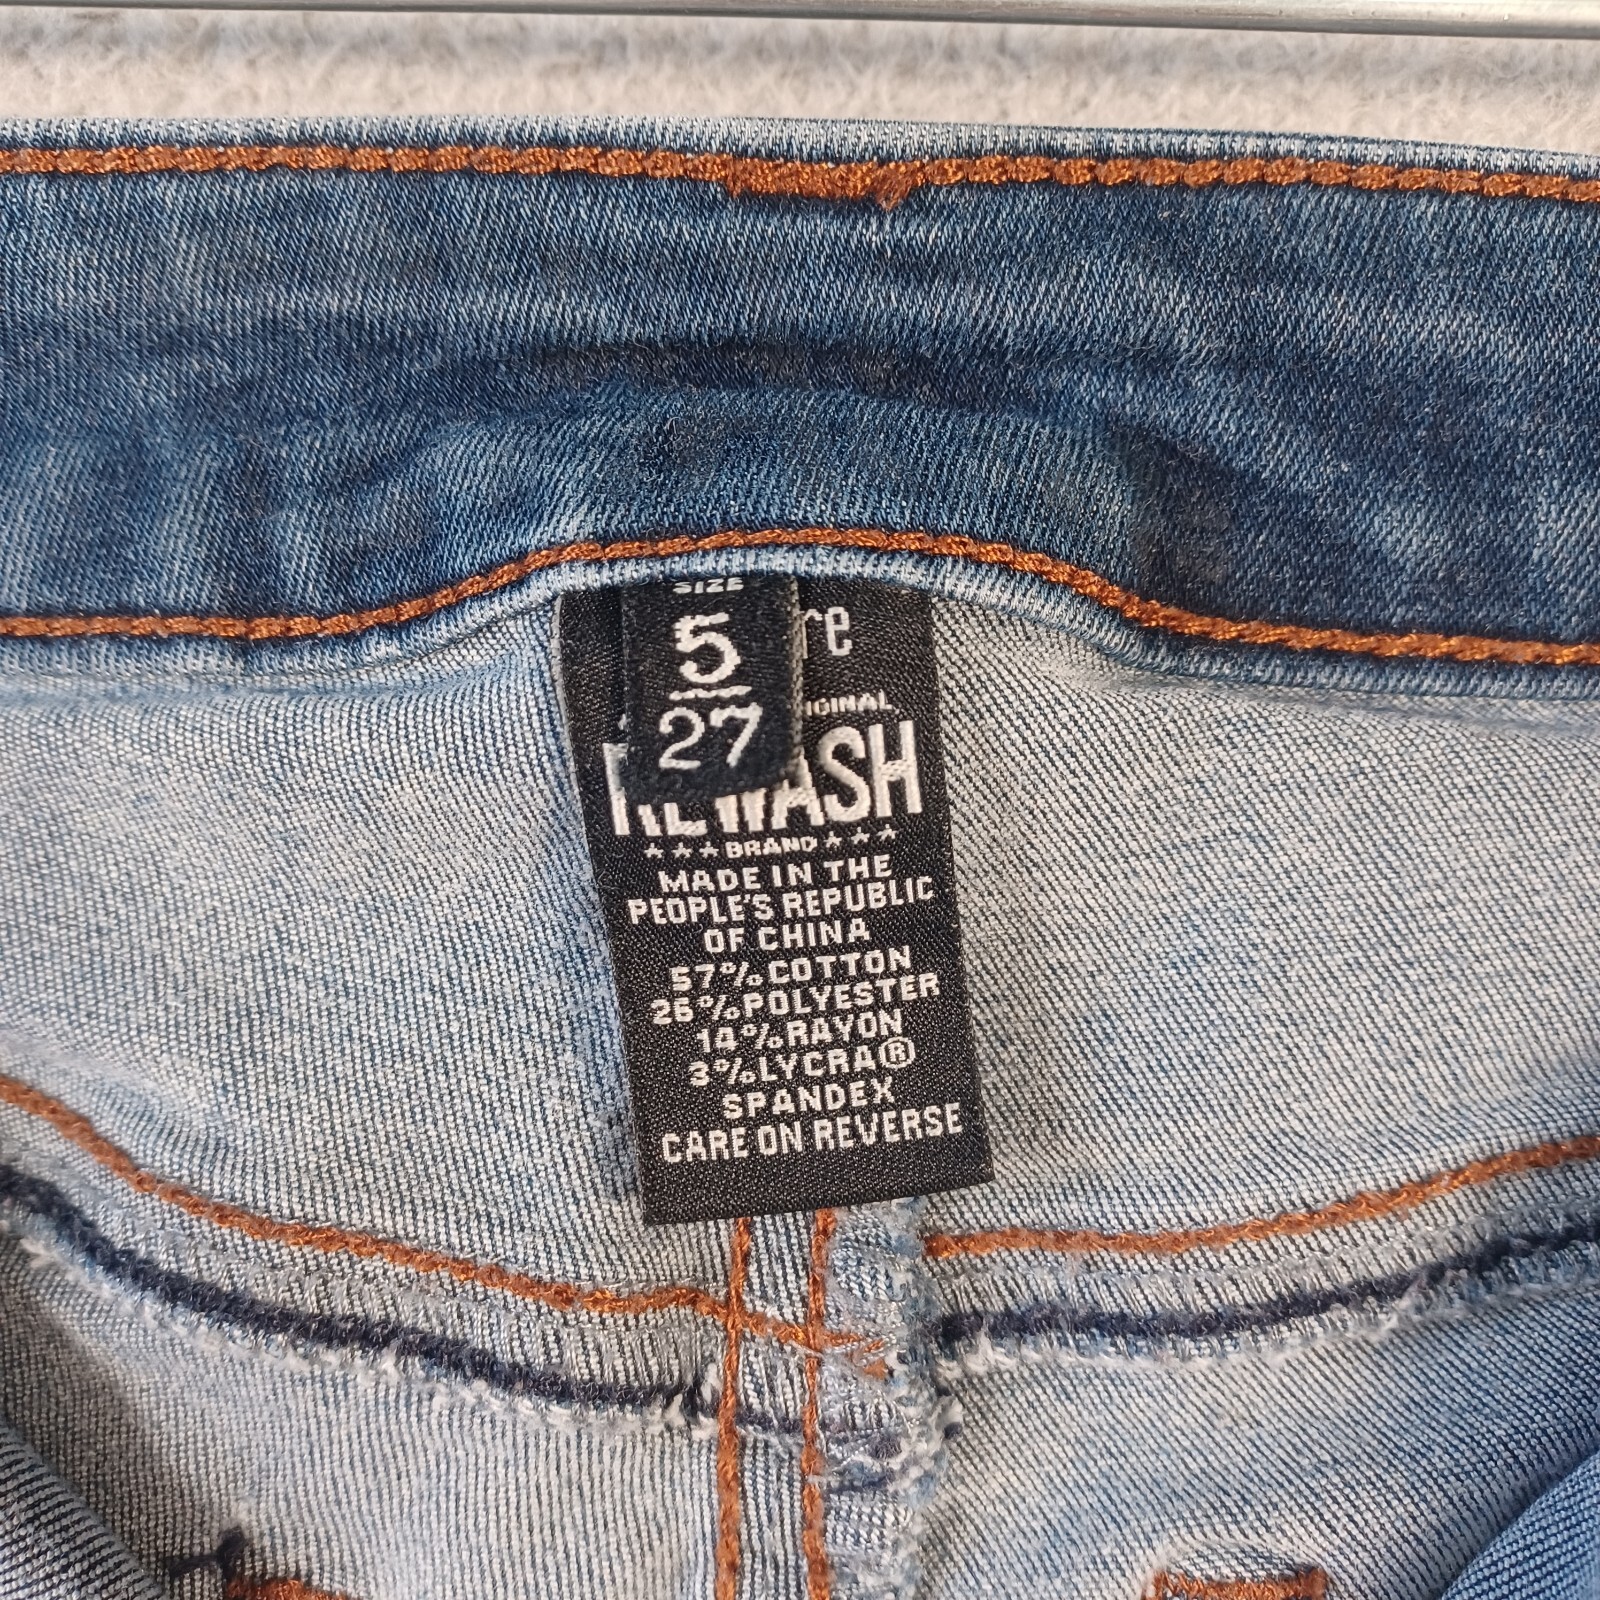 SIZE
5
27
BRAND
MADE IN THE
PEOPLE'S REPUBLIC
OF CHINA
57% COTTON
26% POLYESTER
14% RAYON
3% LYCRA®
SPANDEX
CARE ON REVERSE